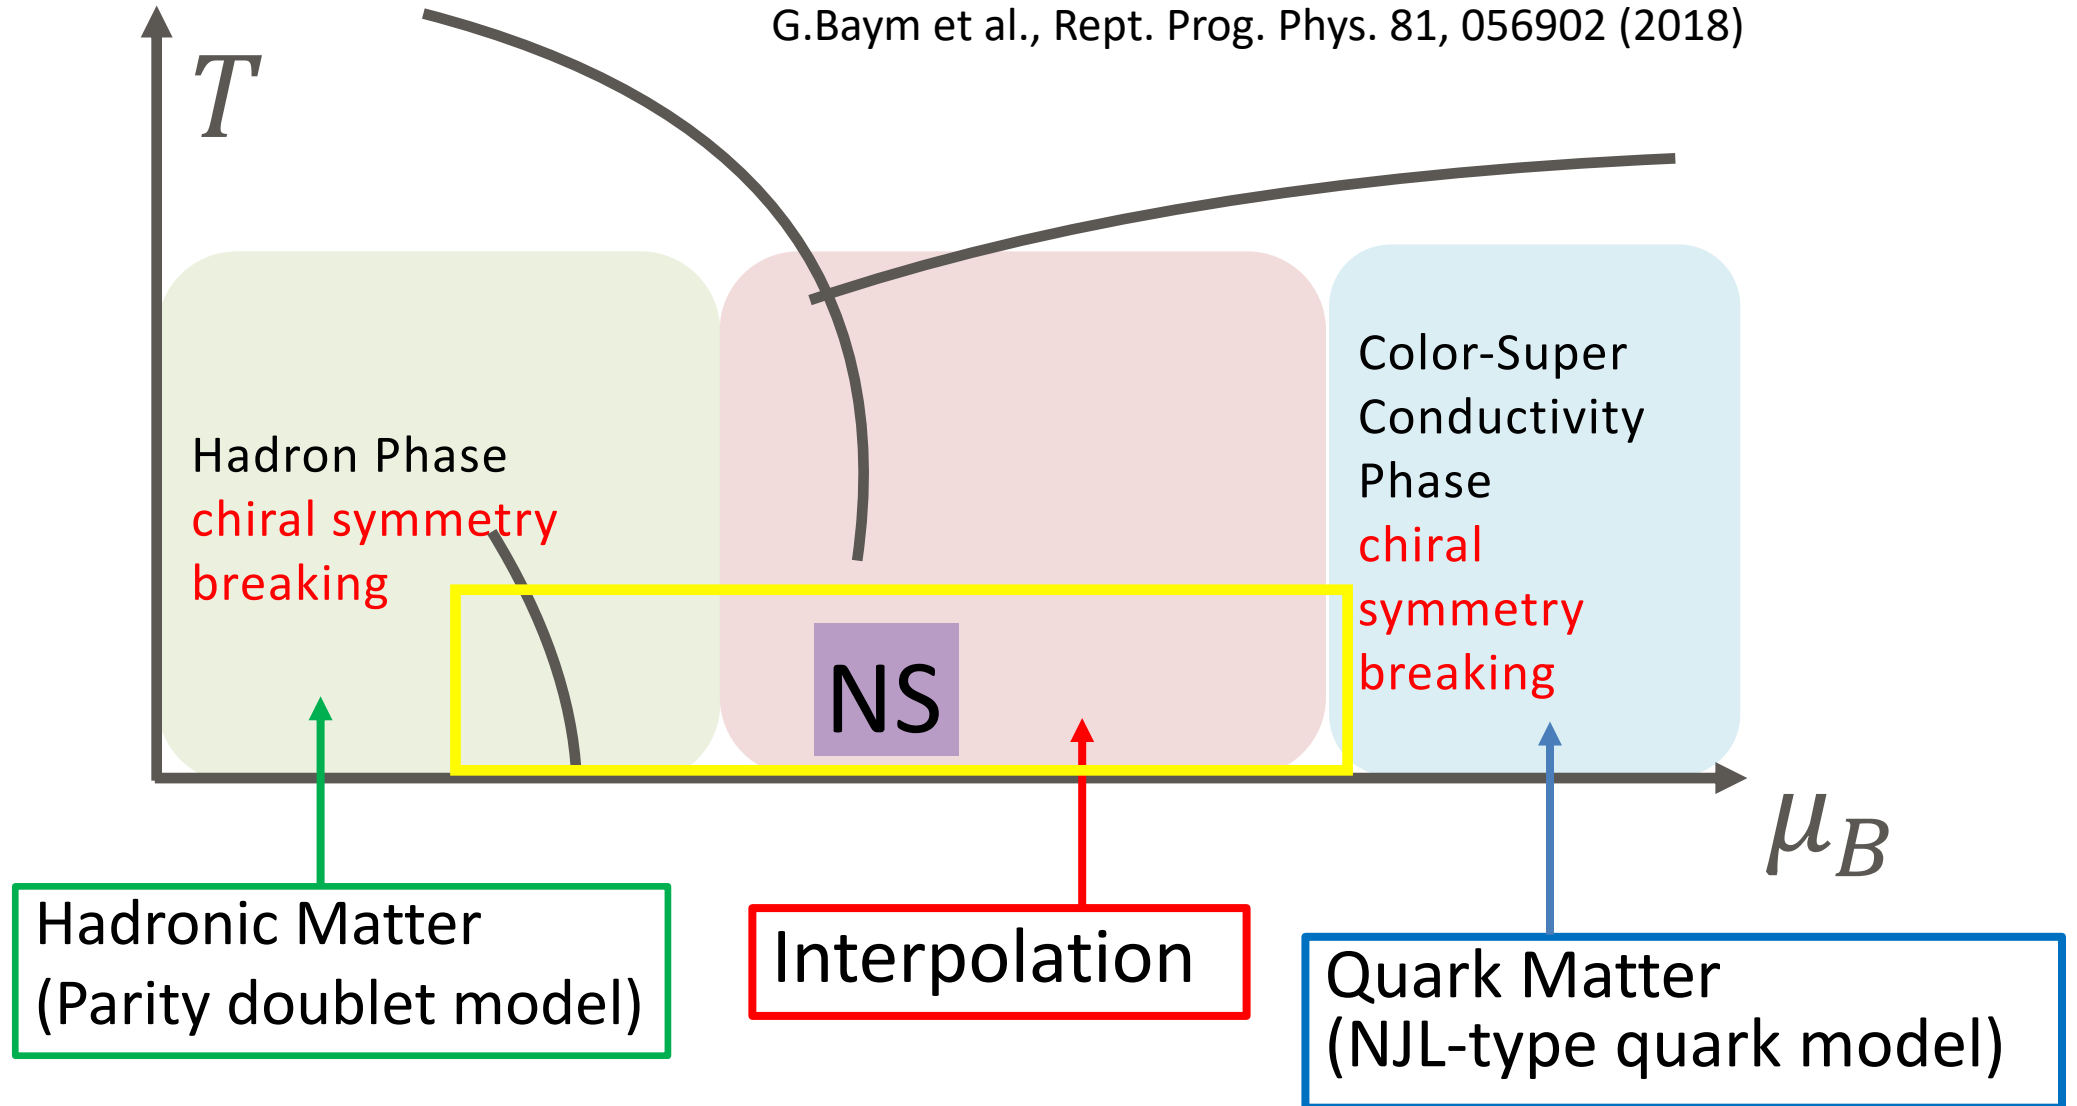 G.Baym et al., Rept. Prog. Phys. 81, 056902 (2018)
T
Hadron Phase
chiral symmetry
breaking
Color-Super
Conductivity
Phase
chiral
symmetry
breaking
NS
μB
Hadronic Matter
(Parity doublet model)
Interpolation
Quark Matter
(NJL-type quark model)